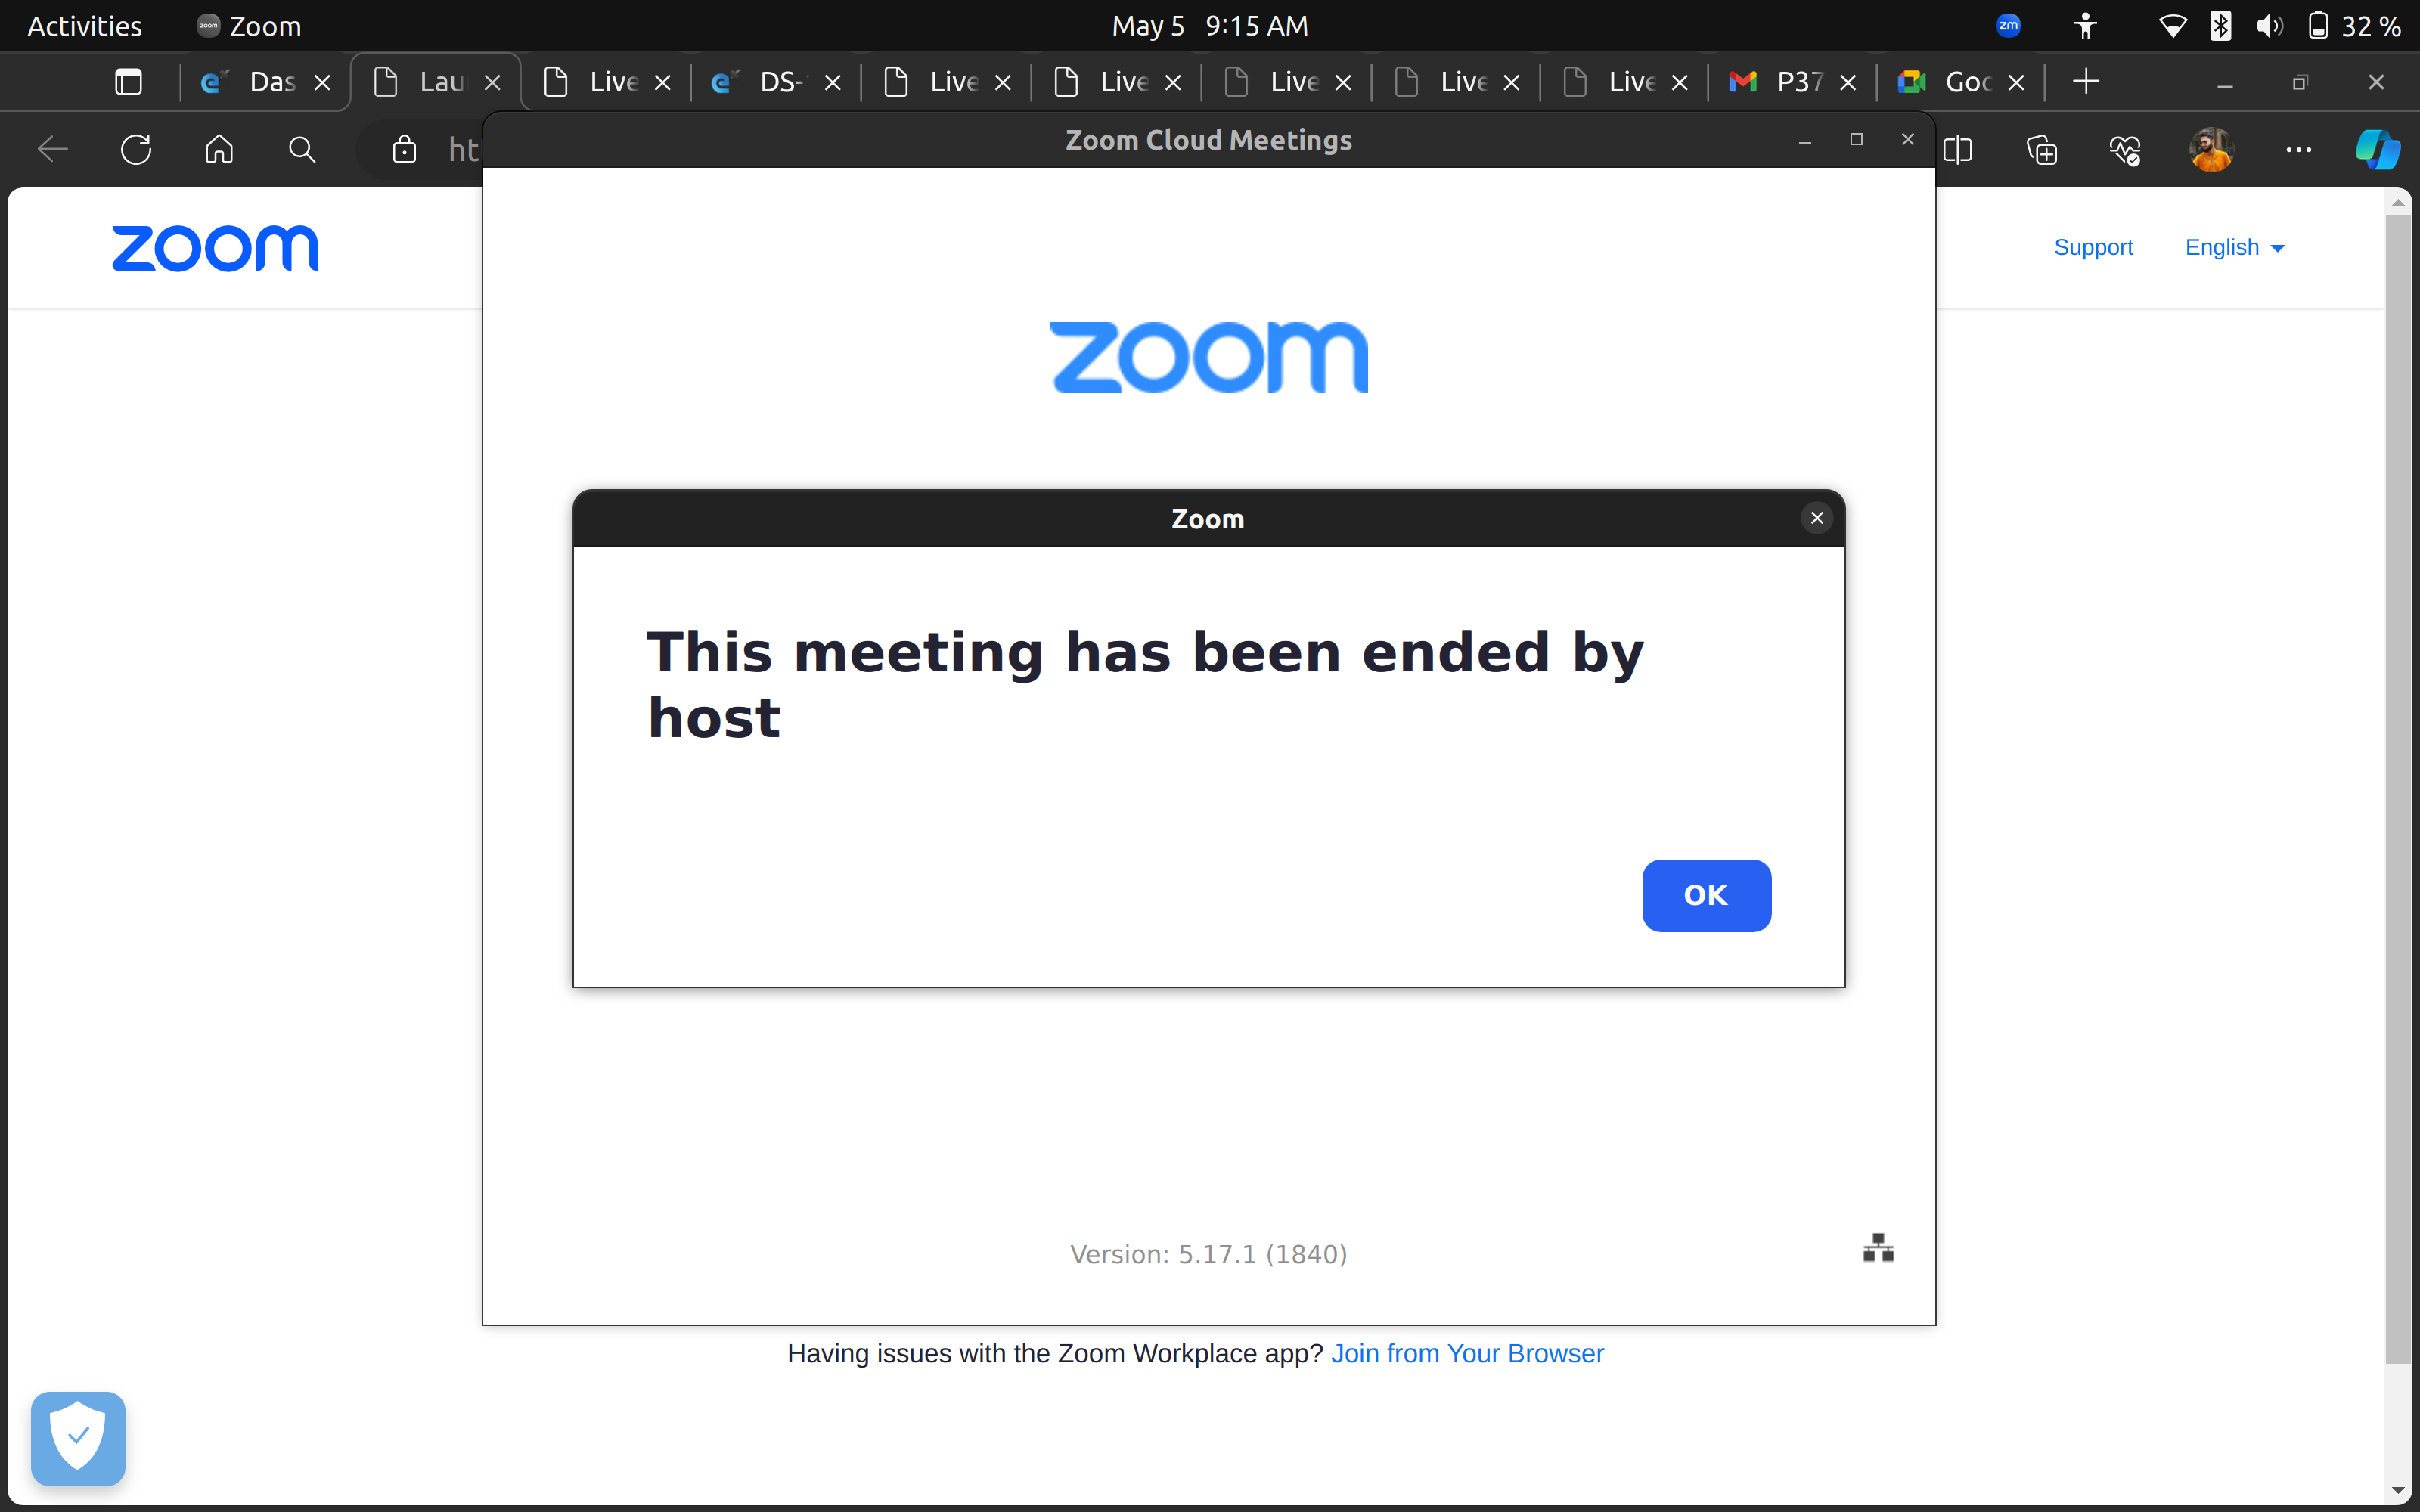 Activities
Zoom
May 5 9:15 AM
zm
32 %
Das
Lau
Live
DS-
Live
Live
Live
Live
Live
P37
Goo
ht
Zoom Cloud Meetings
zoom
Support
English
zoom
Zoom
This meeting has been ended by
host
OK
Version: 5.17.1 (1840)
Having issues with the Zoom Workplace app? Join from Your Browser